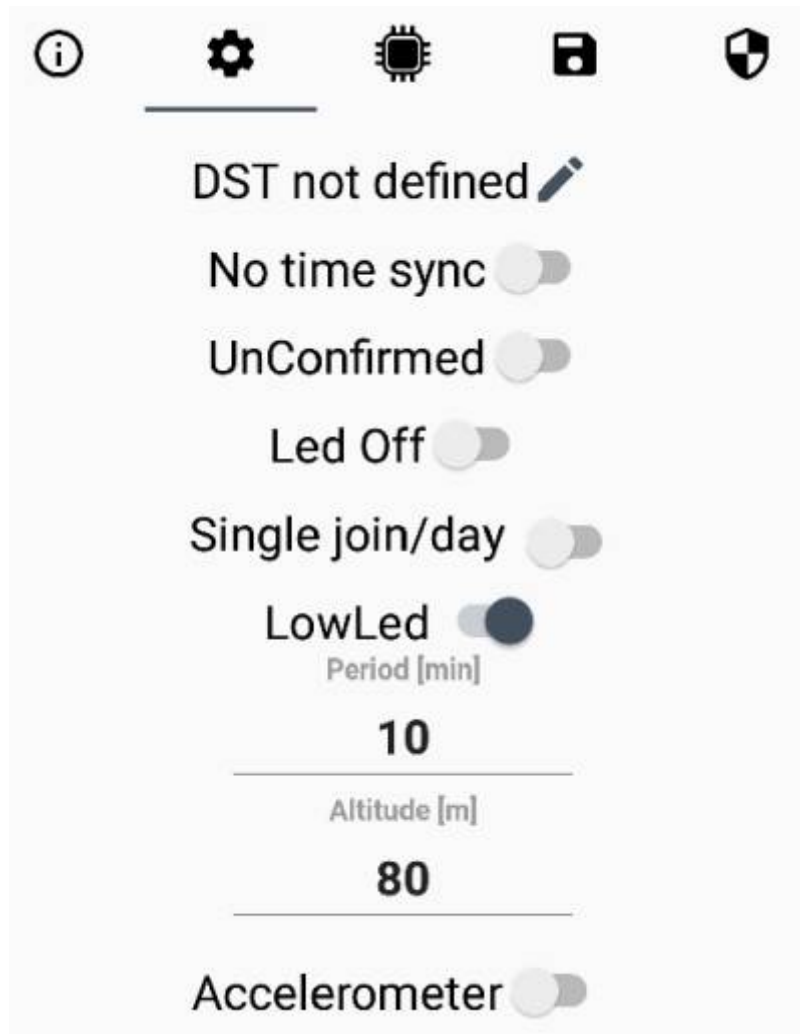 DST not defined
No time sync
UnConfirmed
Led Off
Single join/day
LowLed
Period [min]
10
Altitude [m]
80
Accelerometer